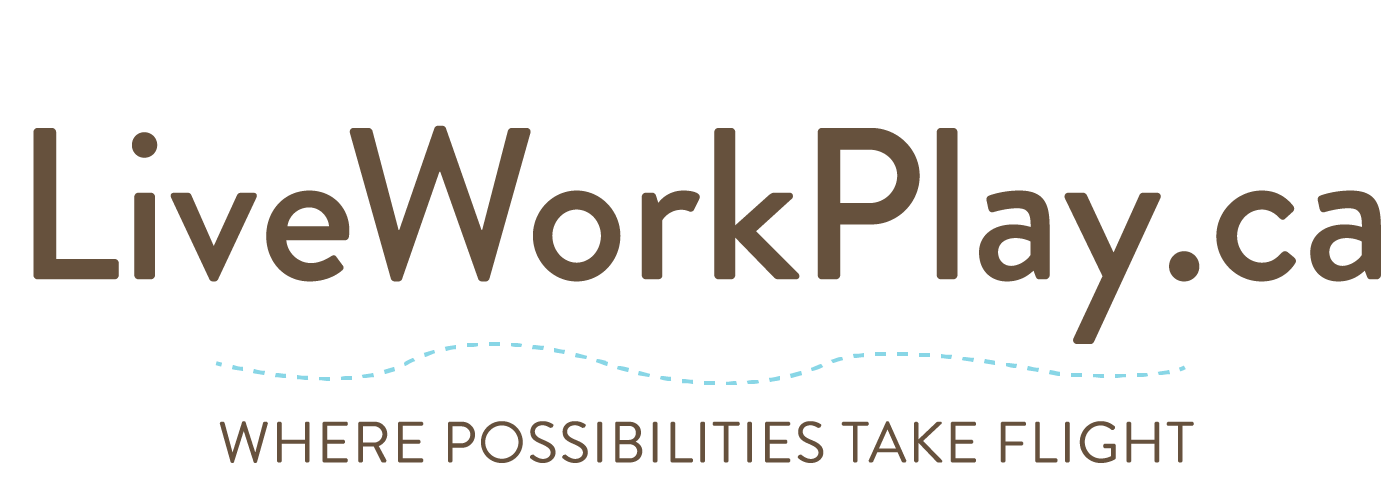 LiveWorkPlay.ca
WHERE POSSIBILITIES TAKE FLIGHT